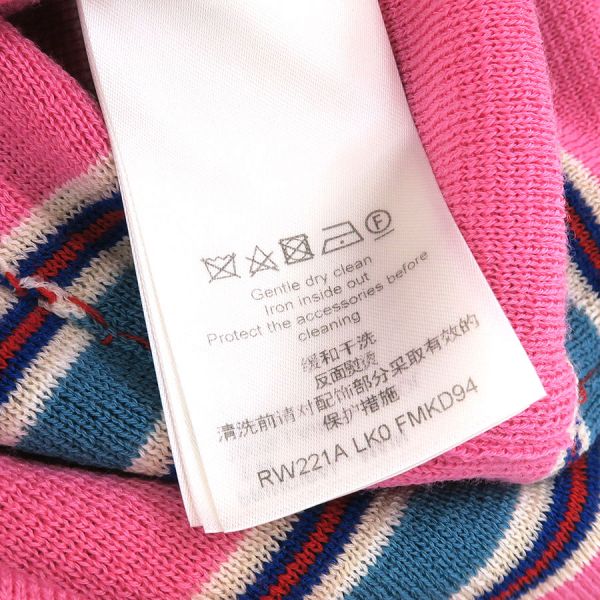 F
Gentle dry clean
Iron inside out
Protect the accessories before
cleaning
缓和干洗
反面熨烫
清洗前请对配饰部分采取有效的
保护措施
RW221A LK0 FMKD94